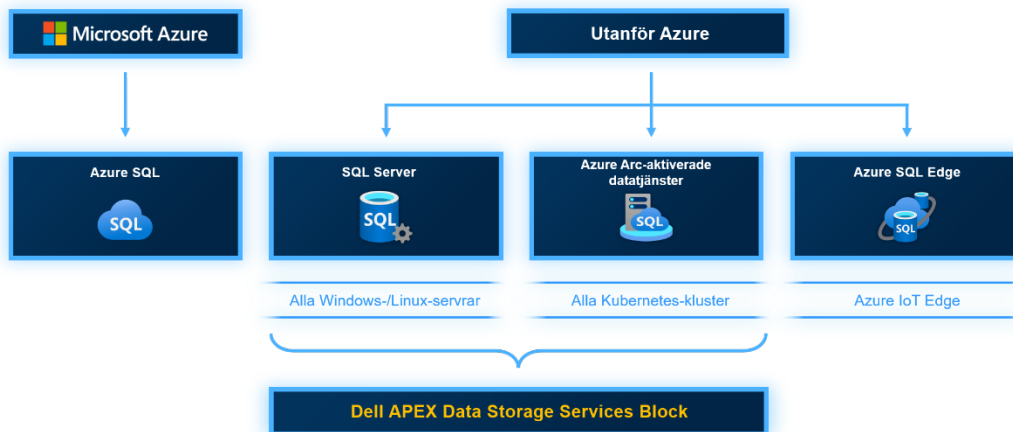 Microsoft Azure
Utanför Azure
Azure SQL
SQL
SQL Server
SQL
Azure Arc-aktiverade
datatjänster
SQL
Azure SQL Edge
SQL
Alla Windows-/Linux-servrar
Alla Kubernetes-kluster
Azure IoT Edge
Dell APEX Data Storage Services Block